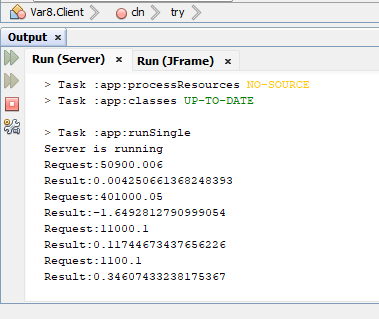 Var8.Client cln try
Output ×
Run (Server) × Run (JFrame) ×
> Task :app:processResources NO-SOURCE
> Task :app:classes UP-TO-DATE
> Task :app:runSingle
Server is running
Request:50900.006
Result:0.004250661368248393
Request:401000.05
Result:-1.6492812790999054
Request:11000.1
Result:0.11744673437656226
Request:1100.1
Result:0.34607433238175367